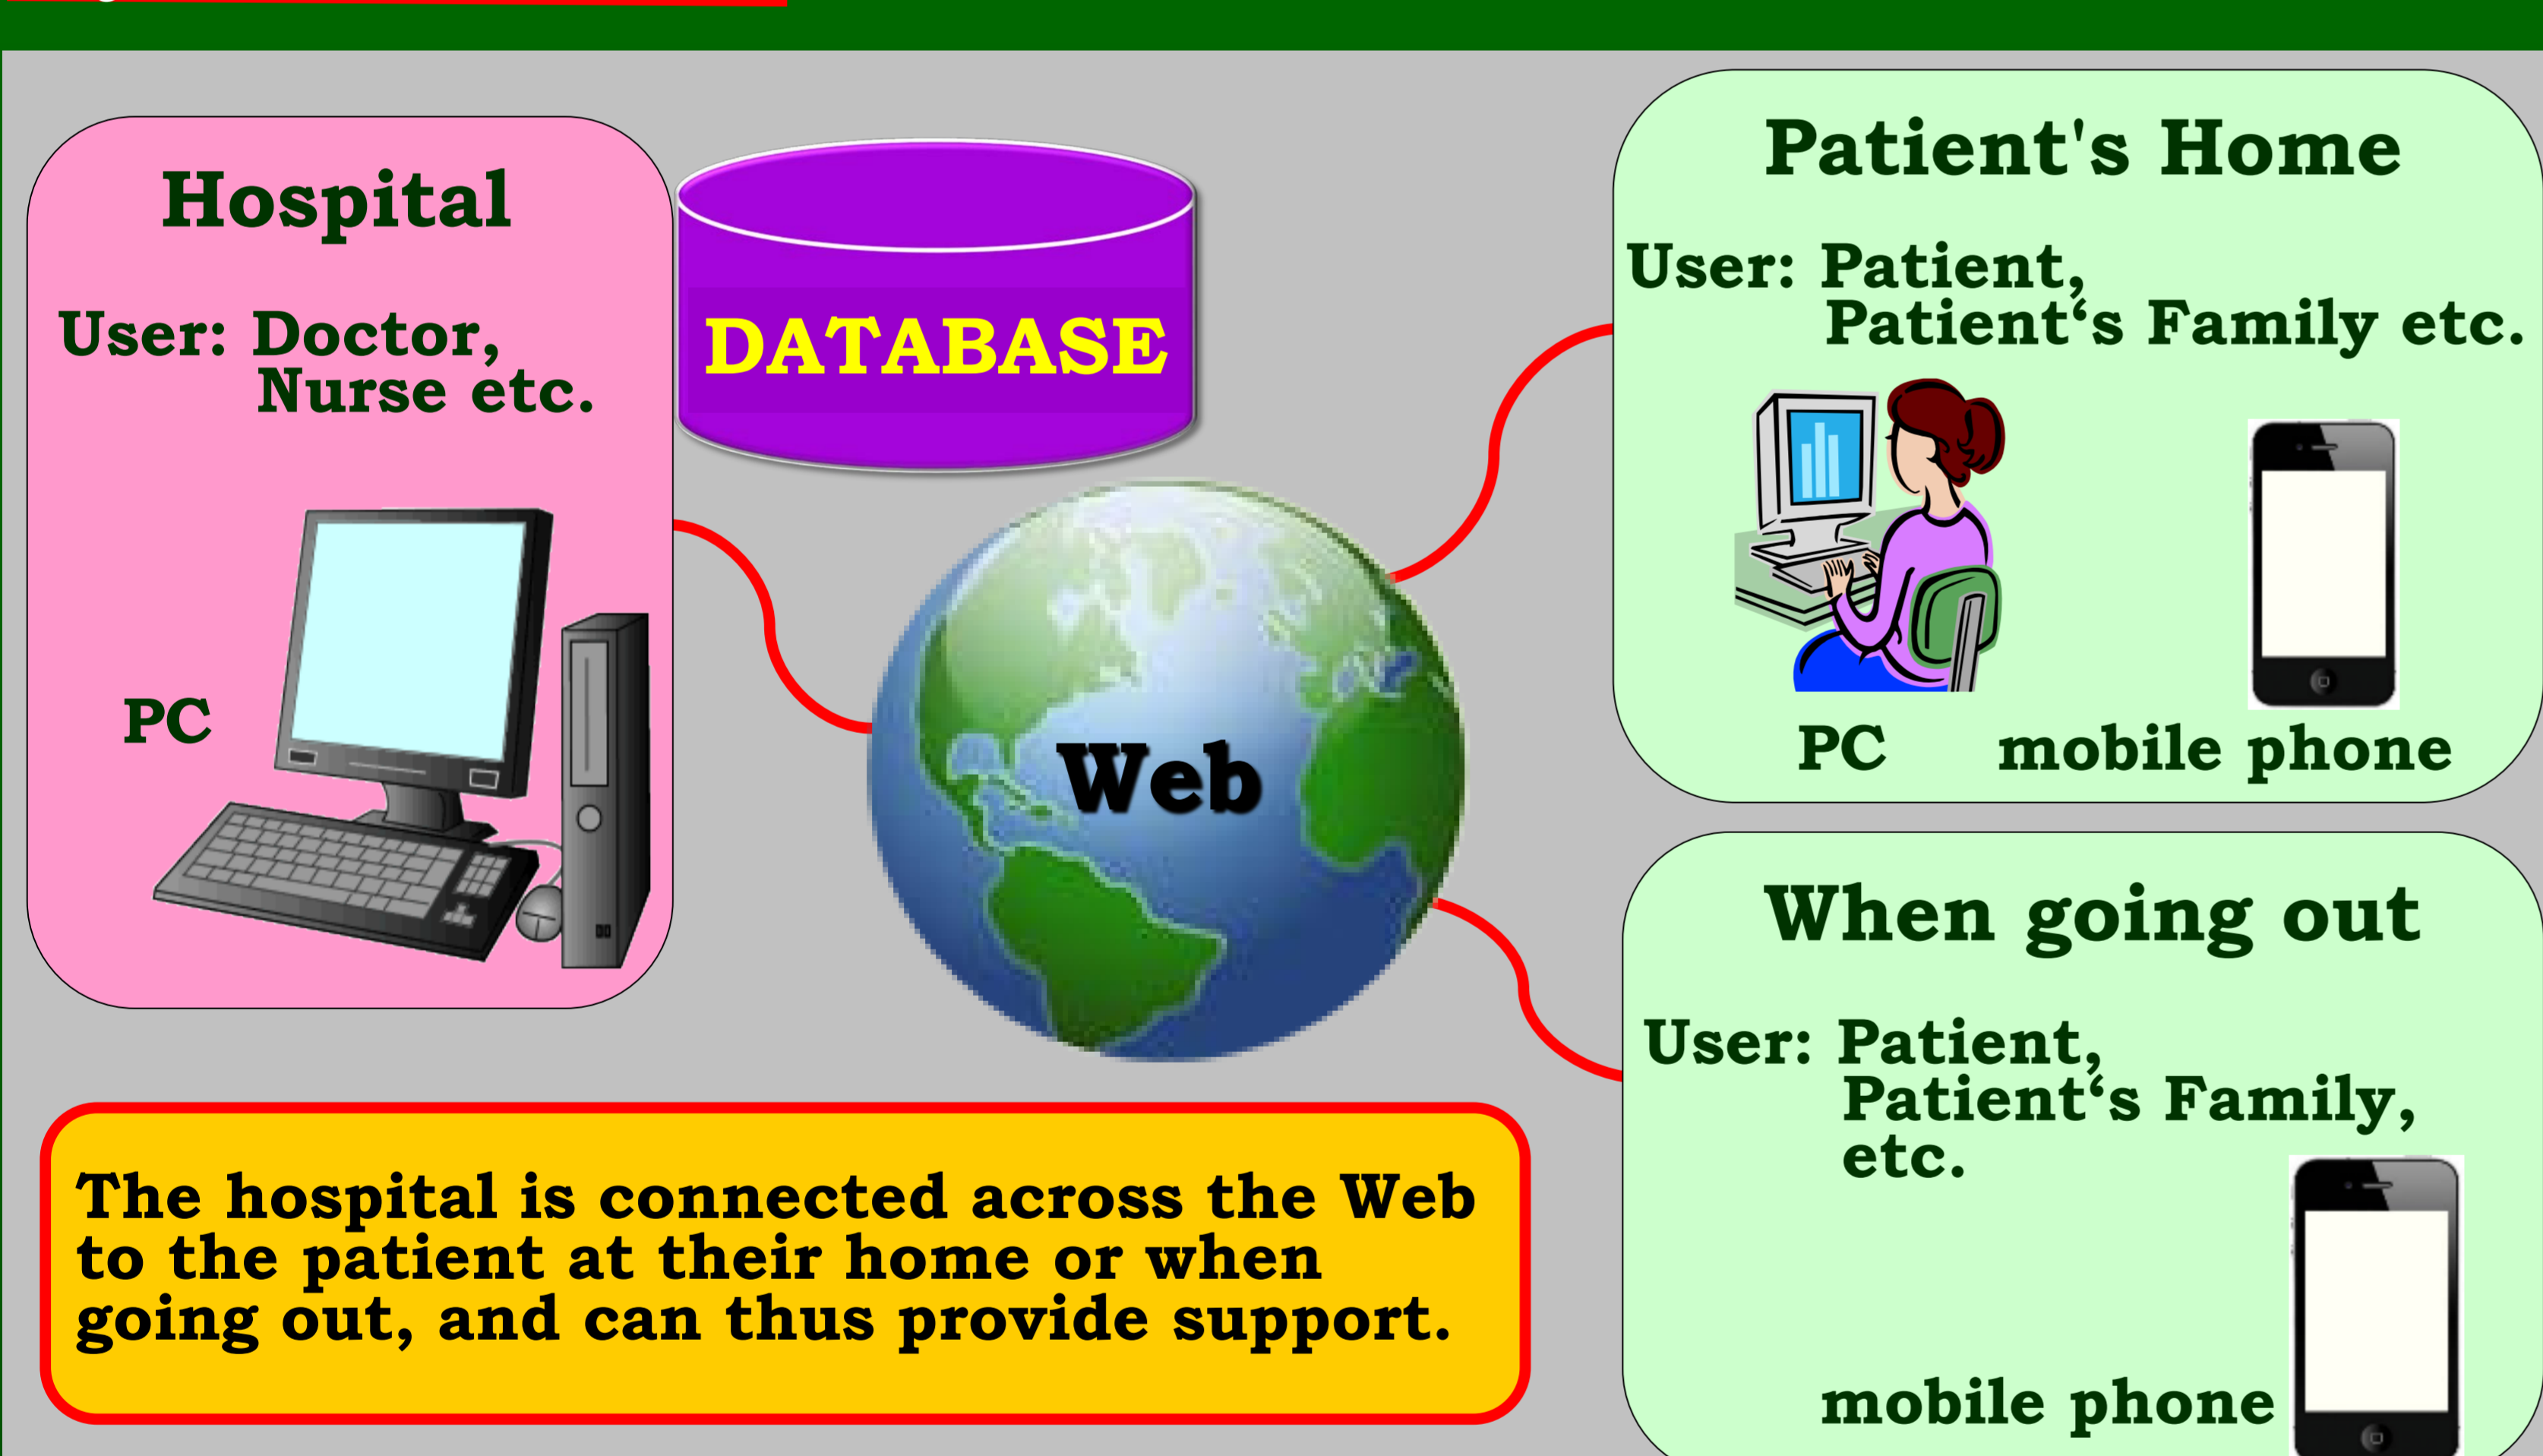 Hospital
User: Doctor,
Nurse etc.
PC
DATABASE
Web
Patient's Home
User: Patient,
Patient‘s Family etc.
PC mobile phone
When going out
User: Patient,
Patient‘s Family,
etc.
mobile phone
The hospital is connected across the Web
to the patient at their home or when
going out, and can thus provide support.